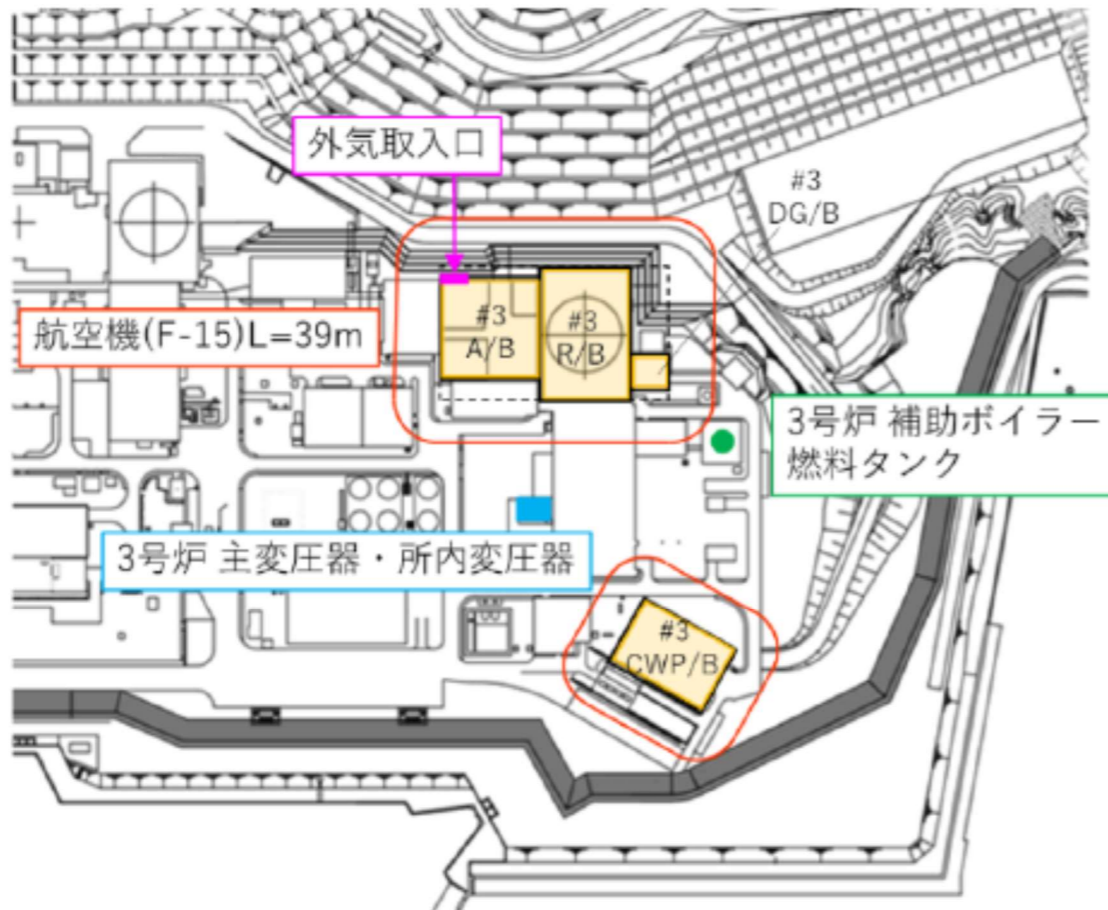 外気取入口
#3
DG/B
航空機(F-15)L=39m
#3
A/B
#3
R/B
3号炉 補助ボイラー
燃料タンク
3号炉 主変圧器・所内変圧器
#3
CWP/B